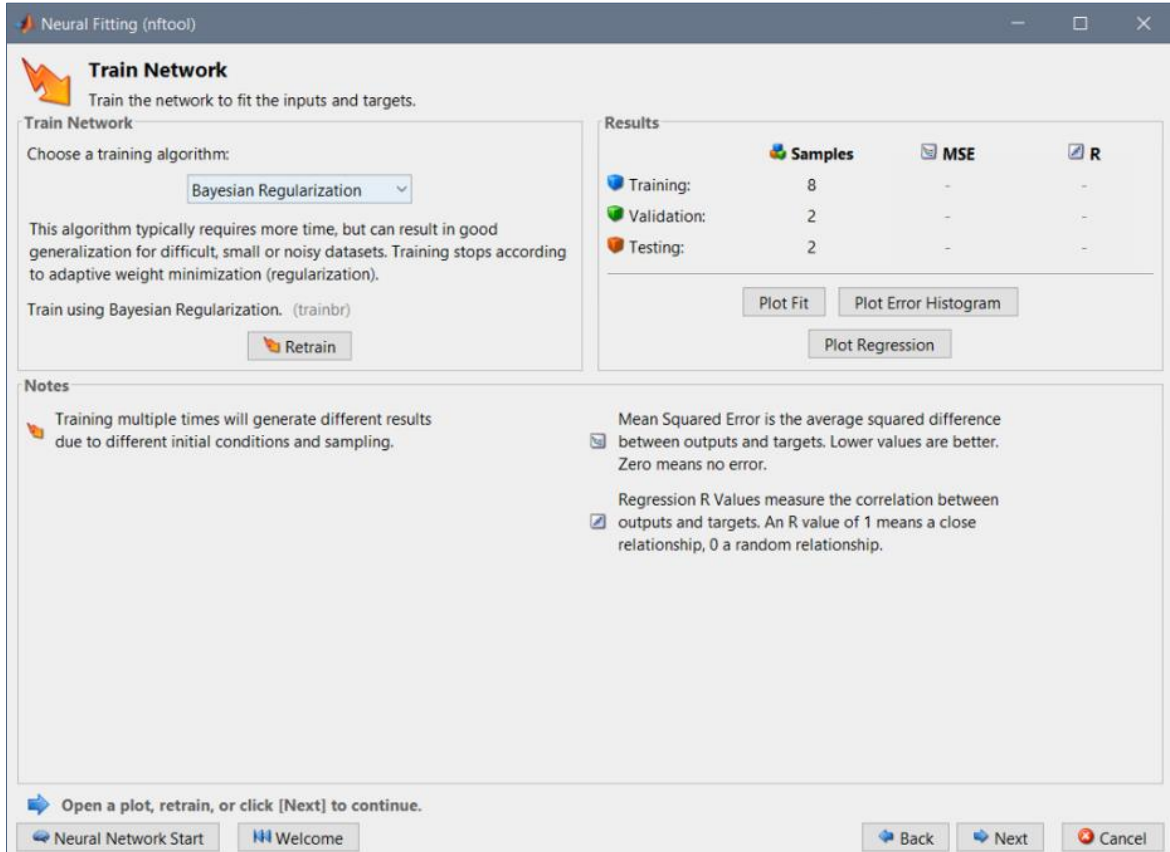 Neural Fitting (nftool)
Train Network
Train the network to fit the inputs and targets.
Train Network
Choose a training algorithm:
Bayesian Regularization
This algorithm typically requires more time, but can result in good
generalization for difficult, small or noisy datasets. Training stops according
to adaptive weight minimization (regularization).
Train using Bayesian Regularization. (trainbr)
Retrain
Results
Samples MSE R
Training: 8 - -
Validation: 2 - -
Testing: 2 - -
Plot Fit Plot Error Histogram
Plot Regression
Notes
Training multiple times will generate different results
due to different initial conditions and sampling.
Mean Squared Error is the average squared difference
between outputs and targets. Lower values are better.
Zero means no error.
Regression R Values measure the correlation between
outputs and targets. An R value of 1 means a close
relationship, 0 a random relationship.
Open a plot, retrain, or click [Next] to continue.
Neural Network Start Welcome Back Next Cancel